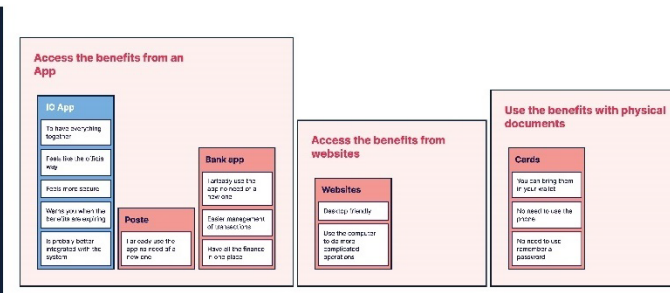 Access the benefits from an
App
IO App
To have everything
together
Feels like the official
way
Feels more secure
Warns you when the
benefits are expiring
Is probably better
integrated with the
system
Poste
I already use the
app no need of a
new one
Bank app
I already use the
app no need of a
new one
Easier management
of transactions
Have all the finance
in one place
Access the benefits from
websites
Websites
Desktop friendly
Use the computer
to do more
complicated
operations
Use the benefits with physical
documents
Cards
You can bring them
in your wallet
No need to use the
phone
No need to use
remember a
password